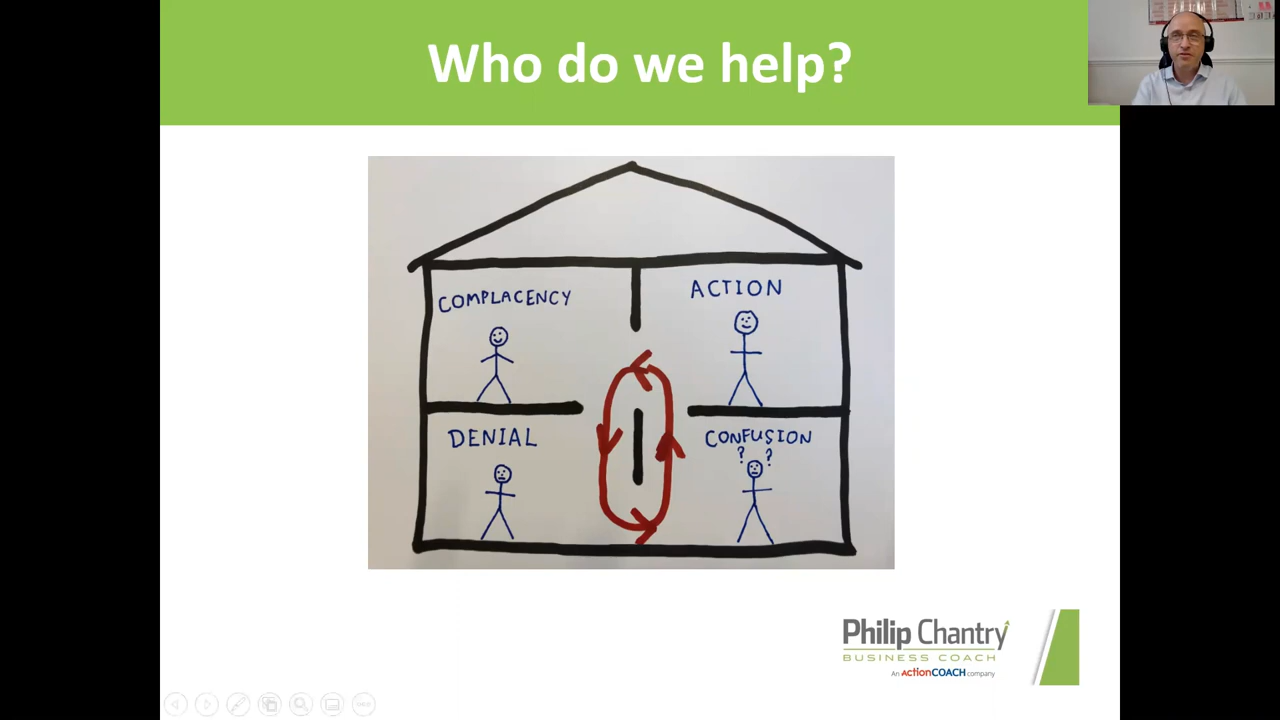 Who do we help?
COMPLACENCY
ACTION
DENIAL
CONFUSION
? ?
Philip Chantry
BUSINESS COACH
An ActionCOACH company